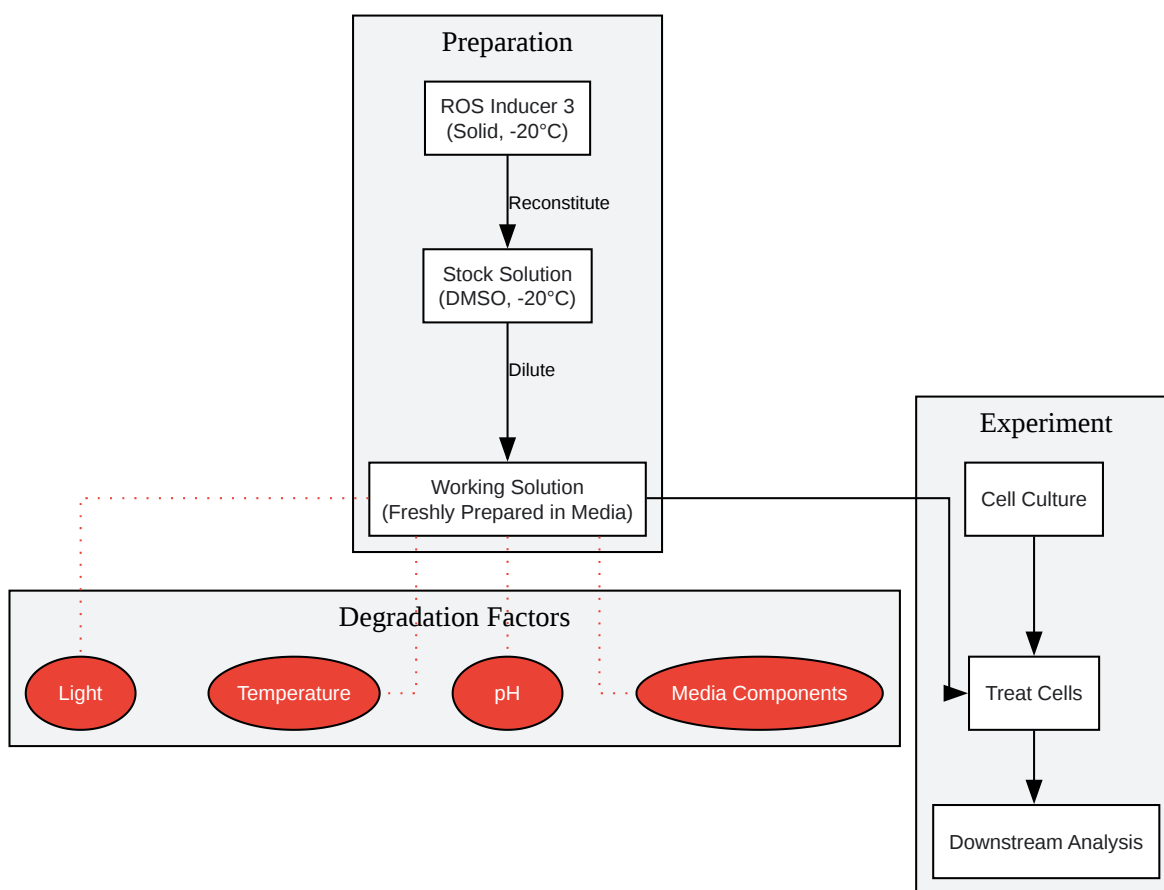 Preparation
ROS Inducer 3
(Solid, -20°C)
Reconstitute
Stock Solution
(DMSO, -20°C)
Dilute
Working Solution
(Freshly Prepared in Media)
Degradation Factors
Light
Temperature
pH
Media Components
Experiment
Cell Culture
Treat Cells
Downstream Analysis